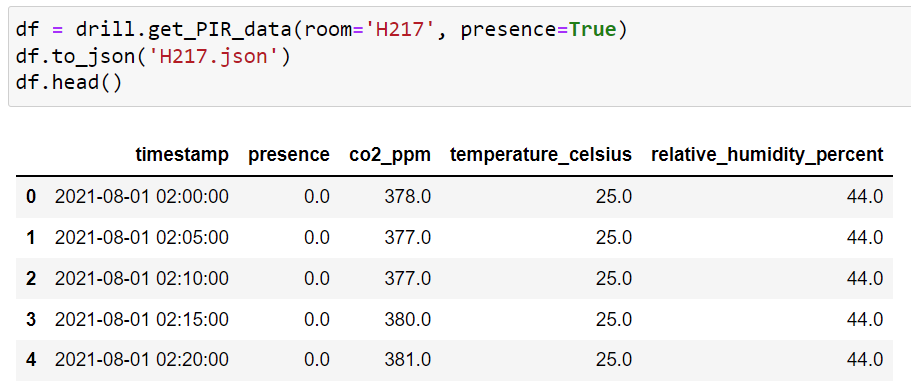 df = drill.get_PIR_data(room='H217', presence=True)
df.to_json('H217.json')
df.head()
timestamp presence co2_ppm temperature_celsius relative_humidity_percent
0 2021-08-01 02:00:00 0.0 378.0 25.0 44.0
1 2021-08-01 02:05:00 0.0 377.0 25.0 44.0
2 2021-08-01 02:10:00 0.0 377.0 25.0 44.0
3 2021-08-01 02:15:00 0.0 380.0 25.0 44.0
4 2021-08-01 02:20:00 0.0 381.0 25.0 44.0